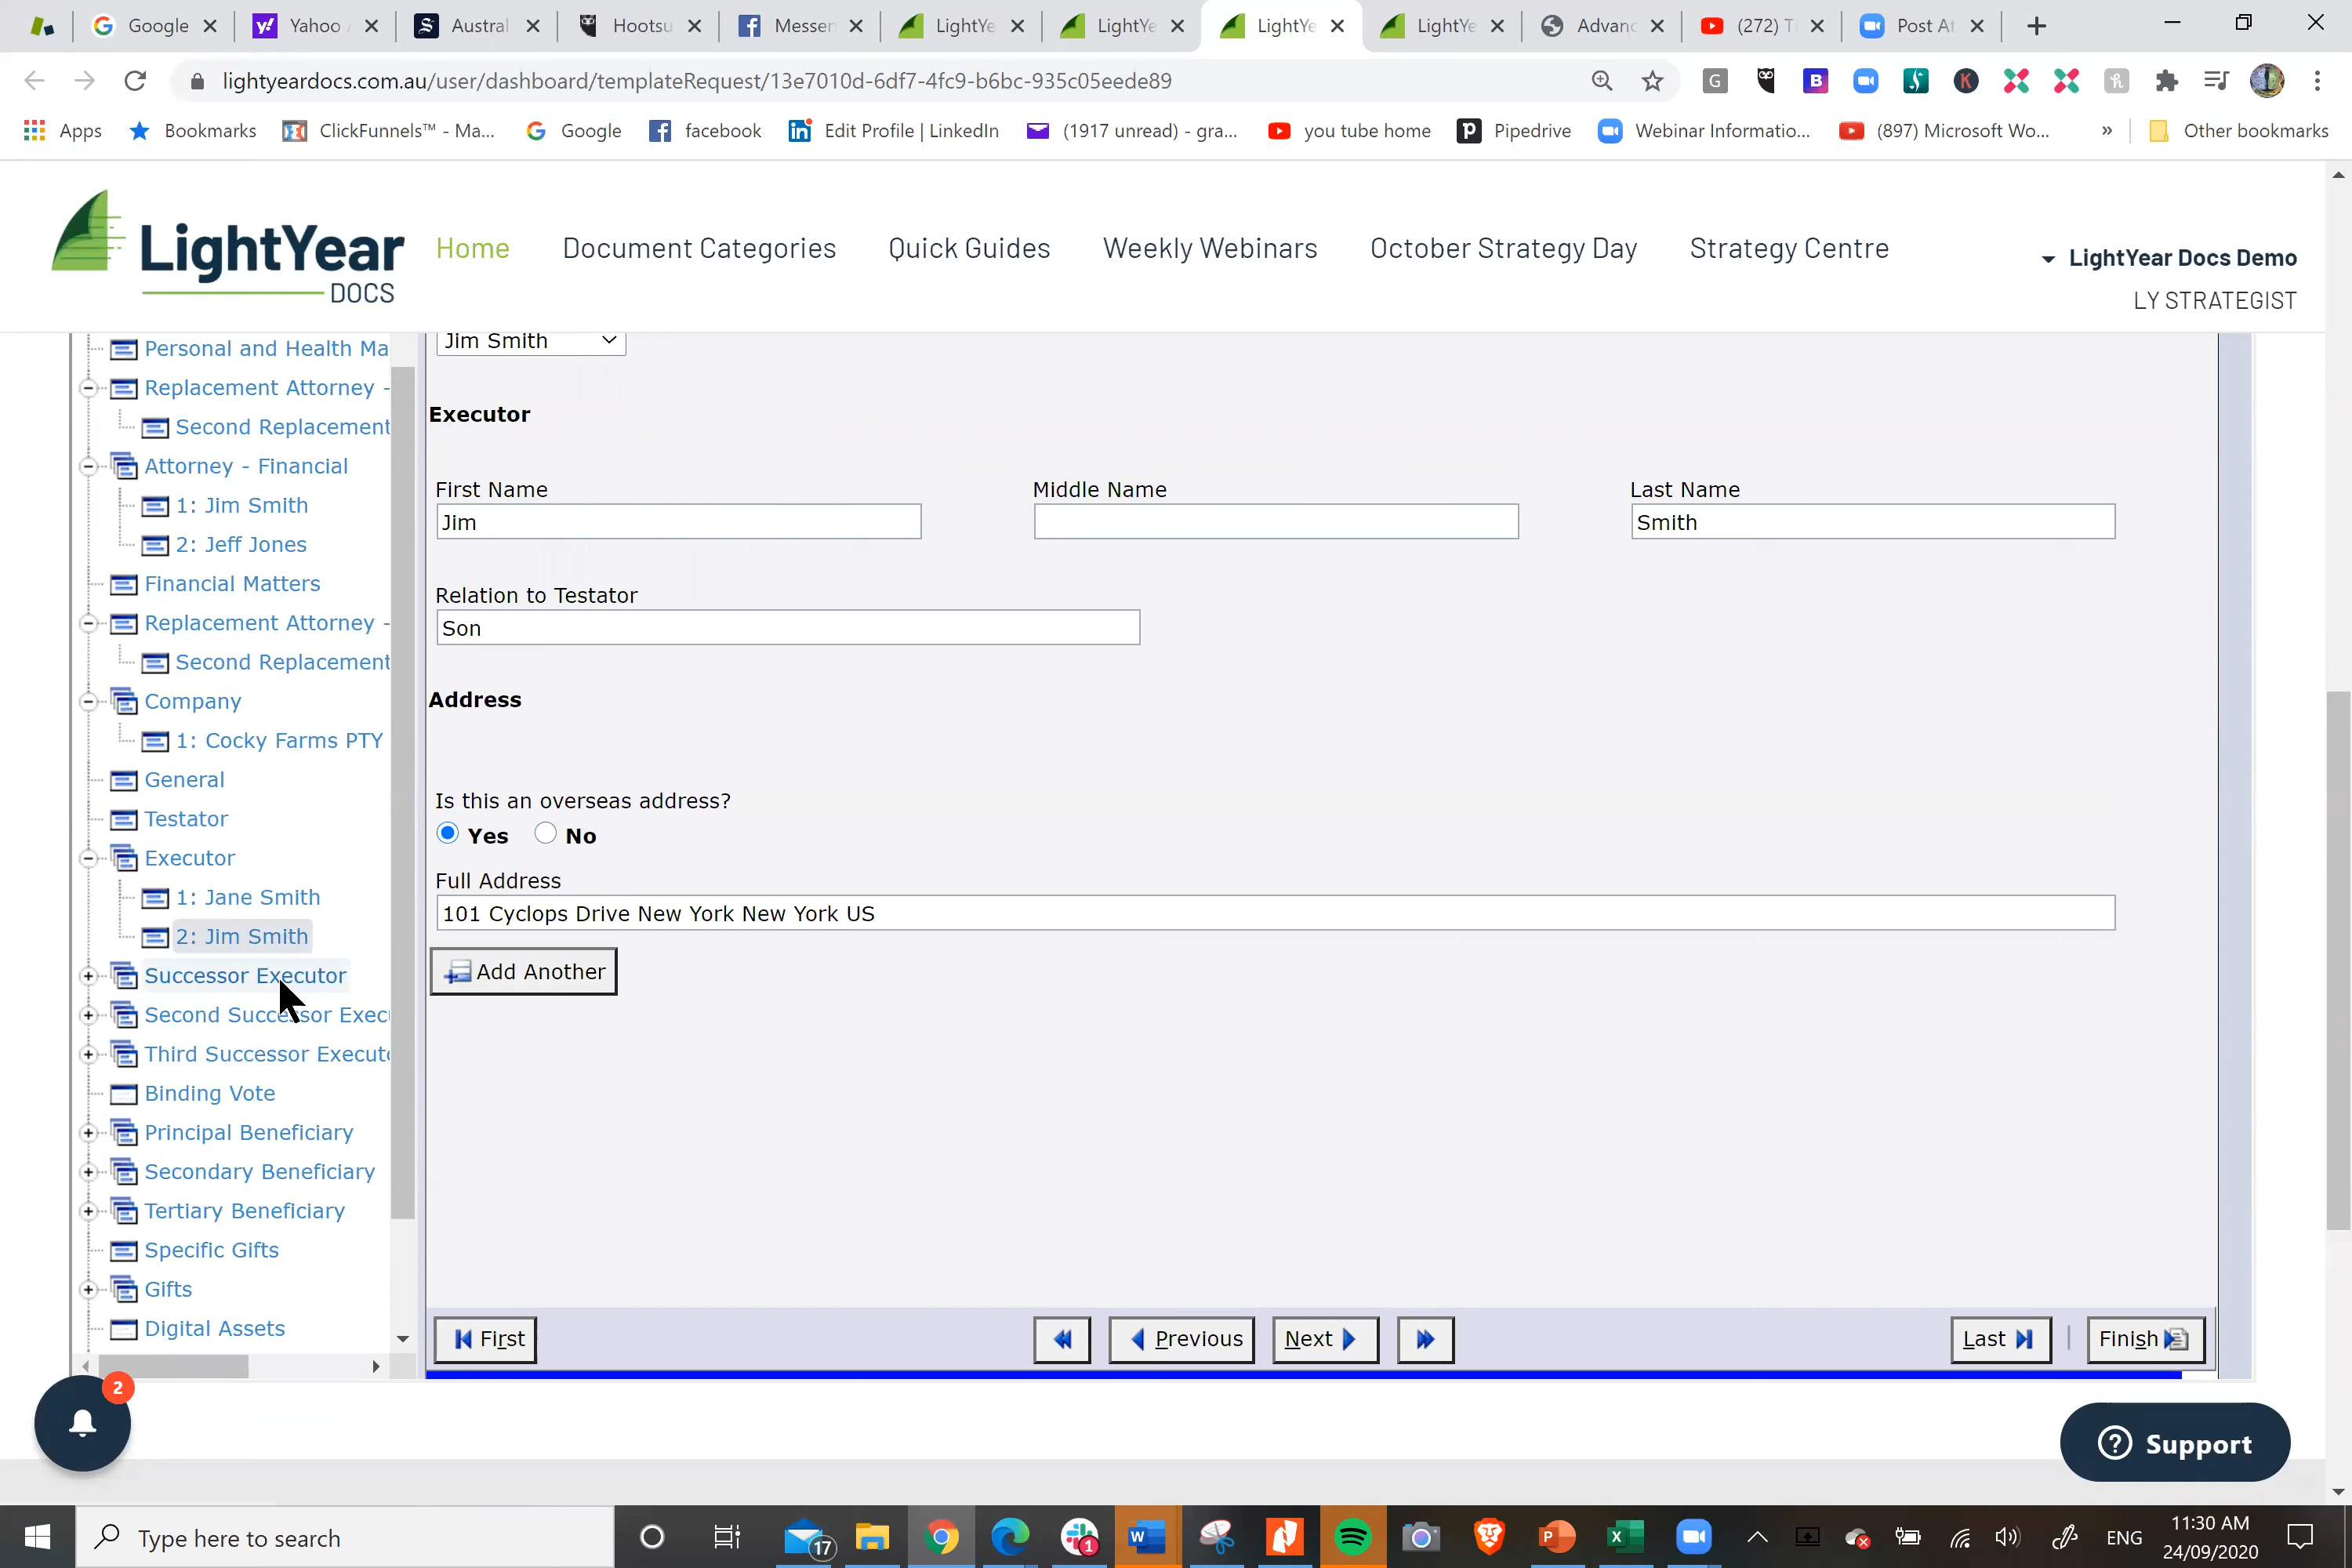 Google
Yahoo
Austral
Hootsu
Messen
LightYe
LightYe
LightYe
LightYe
Advanc
(272) T
Post At
lightyeardocs.com.au/user/dashboard/templateRequest/13e7010d-6df7-4fc9-b6bc-935c05eede89
Apps
Bookmarks
ClickFunnels™ - Ma...
Google
facebook
Edit Profile | LinkedIn
(1917 unread) - gra...
you tube home
Pipedrive
Webinar Informatio...
(897) Microsoft Wo...
»
Other bookmarks
LightYear
DOCS
Home
Document Categories
Quick Guides
Weekly Webinars
October Strategy Day
Strategy Centre
LightYear Docs Demo
LY STRATEGIST
Personal and Health Ma
Replacement Attorney -
Second Replacement
Attorney - Financial
1: Jim Smith
2: Jeff Jones
Financial Matters
Replacement Attorney -
Second Replacement
Company
1: Cocky Farms PTY
General
Testator
Executor
1: Jane Smith
2: Jim Smith
Successor Executor
Second Successor Exec
Third Successor Execut
Binding Vote
Principal Beneficiary
Secondary Beneficiary
Tertiary Beneficiary
Specific Gifts
Gifts
Digital Assets
Jim Smith
Executor
First Name
Middle Name
Last Name
Jim
Smith
Relation to Testator
Son
Address
Is this an overseas address?
Yes
No
Full Address
101 Cyclops Drive New York New York US
Add Another
First
Previous
Next
Last
Finish
2
Support
Type here to search
17
1
ENG
11:30 AM
24/09/2020